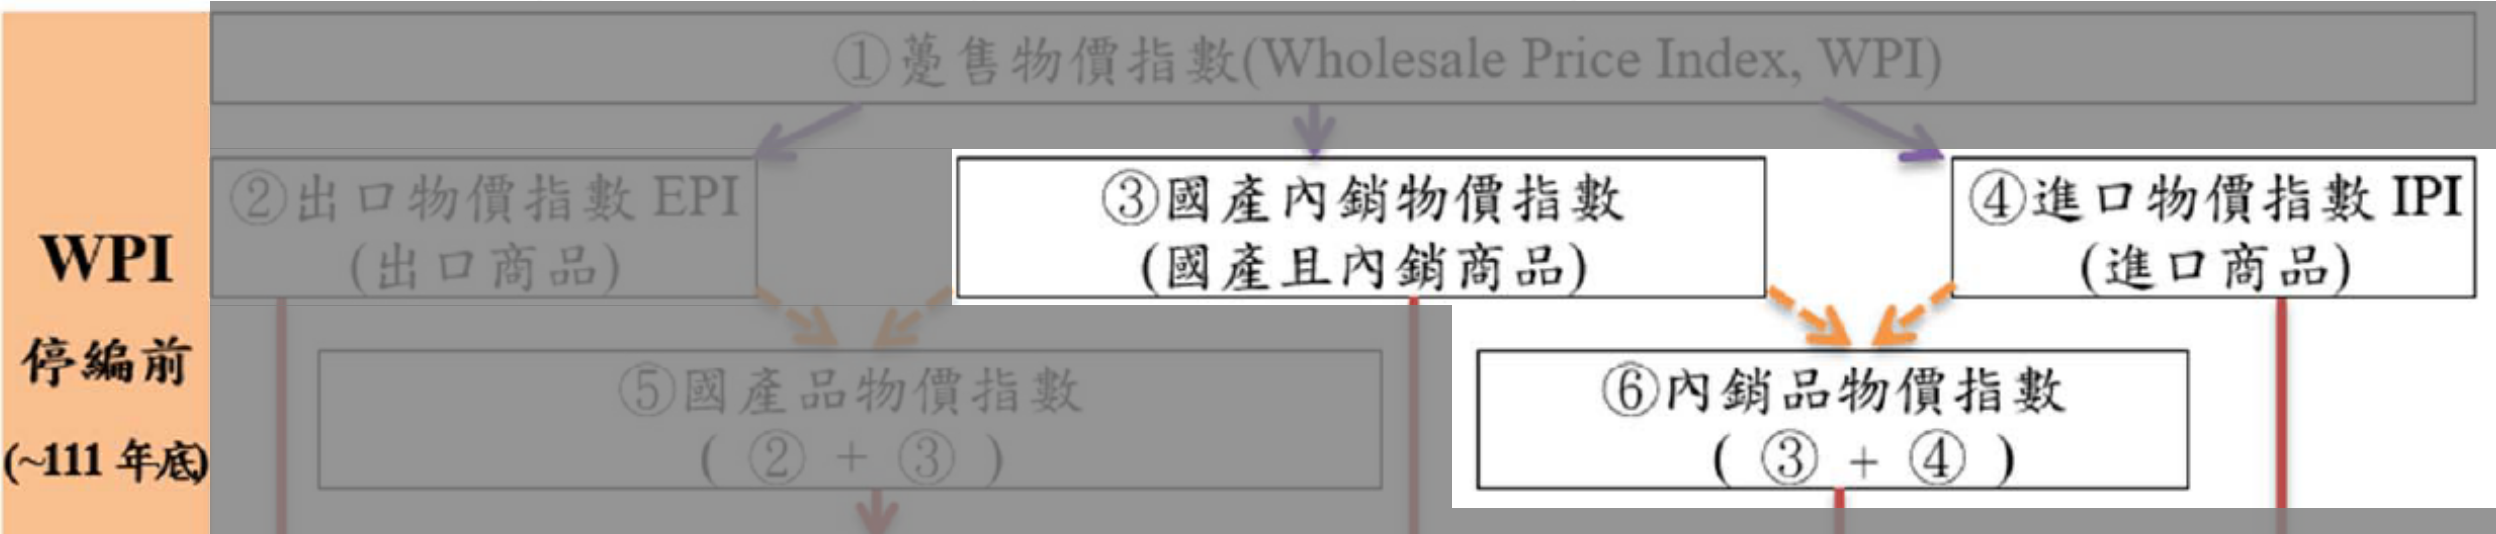 ①躉售物價指數(Wholesale Price Index, WPI)
②出口物價指數 EPI
(出口商品)
③國產內銷物價指數
(國產且內銷商品)
④進口物價指數 IPI
(進口商品)
WPI
停編前
(~111 年底)
⑤國產品物價指數
( ② + ③ )
⑥內銷品物價指數
( ③ + ④ )